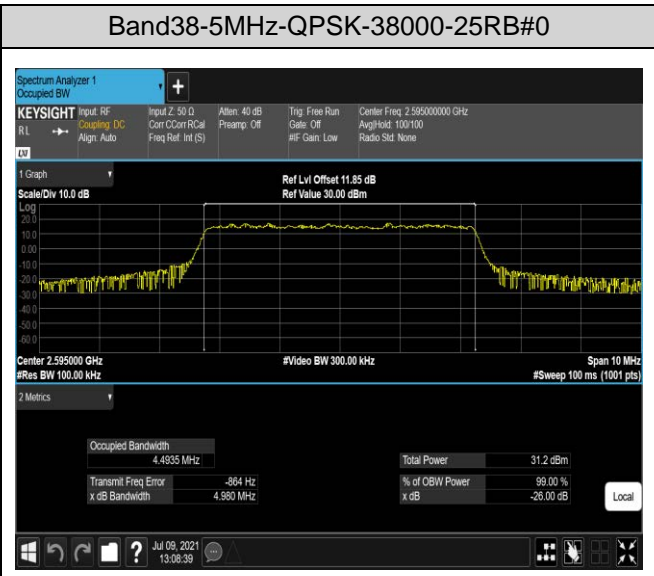 Band38-5MHz-QPSK-38000-25RB#0
Spectrum Analyzer 1
Occupied BW
+
KEYSIGHT Input: RF Input Z: 50 Ω Atten: 40 dB Trig: Free Run Center Freq: 2.595000000 GHz
RL Coupling: DC Corr CCorr RCal Preamp: Off Gate: Off Avg|Hold: 100/100
Align: Auto Freq Ref: Int (S) #IF Gain: Low Radio Std: None
LXI
1 Graph
Ref Lvl Offset 11.85 dB
Scale/Div 10.0 dB Ref Value 30.00 dBm
Log
20.0
10.0
0.00
-10.0
-20.0
-30.0
-40.0
-50.0
-60.0
Center 2.595000 GHz #Video BW 300.00 kHz Span 10 MHz
#Res BW 100.00 kHz #Sweep 100 ms (1001 pts)
2 Metrics
Occupied Bandwidth
4.4935 MHz Total Power 31.2 dBm
Transmit Freq Error -864 Hz % of OBW Power 99.00 %
x dB Bandwidth 4.980 MHz x dB -26.00 dB
Local
? Jul 09, 2021
13:08:39